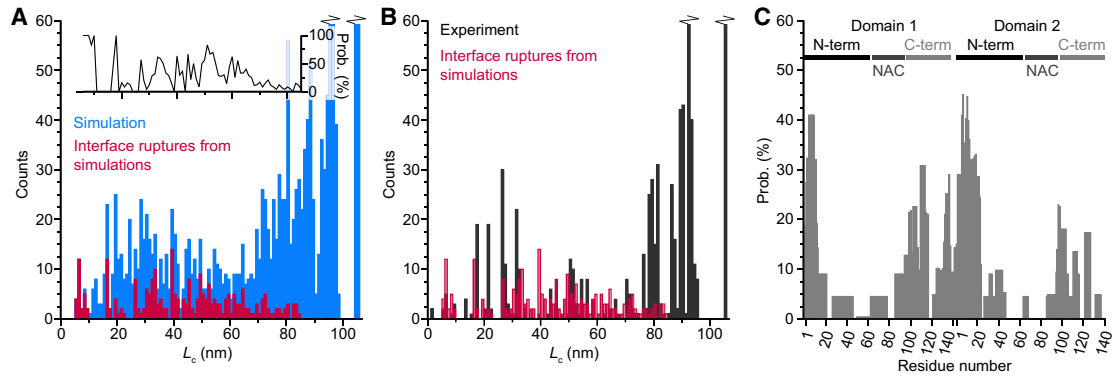 A
60
50
40
30
20
10
0
Counts
100
50
0
Prob. (%)
Simulation
Interface ruptures from
simulations
0 20 40 60 80 100
Lc (nm)
B
60
50
40
30
20
10
0
Counts
Experiment
Interface ruptures from
simulations
0 20 40 60 80 100
Lc (nm)
C
Domain 1 Domain 2
N-term C-term N-term C-term
NAC NAC
60
50
40
30
20
10
0
Prob. (%)
1 20 40 60 80 100 120 140 1 20 40 60 80 100 120 140
Residue number